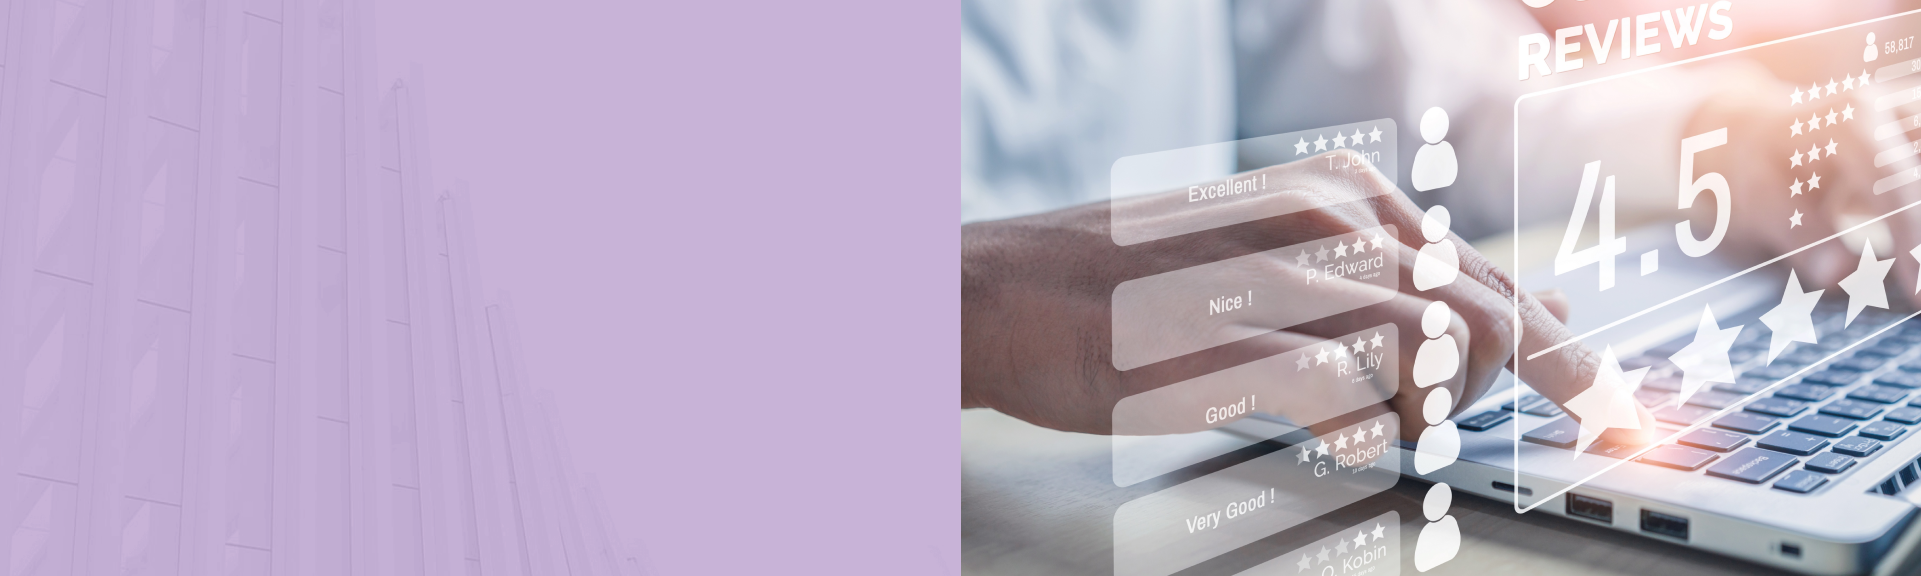 REVIEWS
58,817
4.5
T. John
Excellent !
P. Edward
Nice !
R. Lily
Good !
G. Robert
Very Good !
O. Kobin